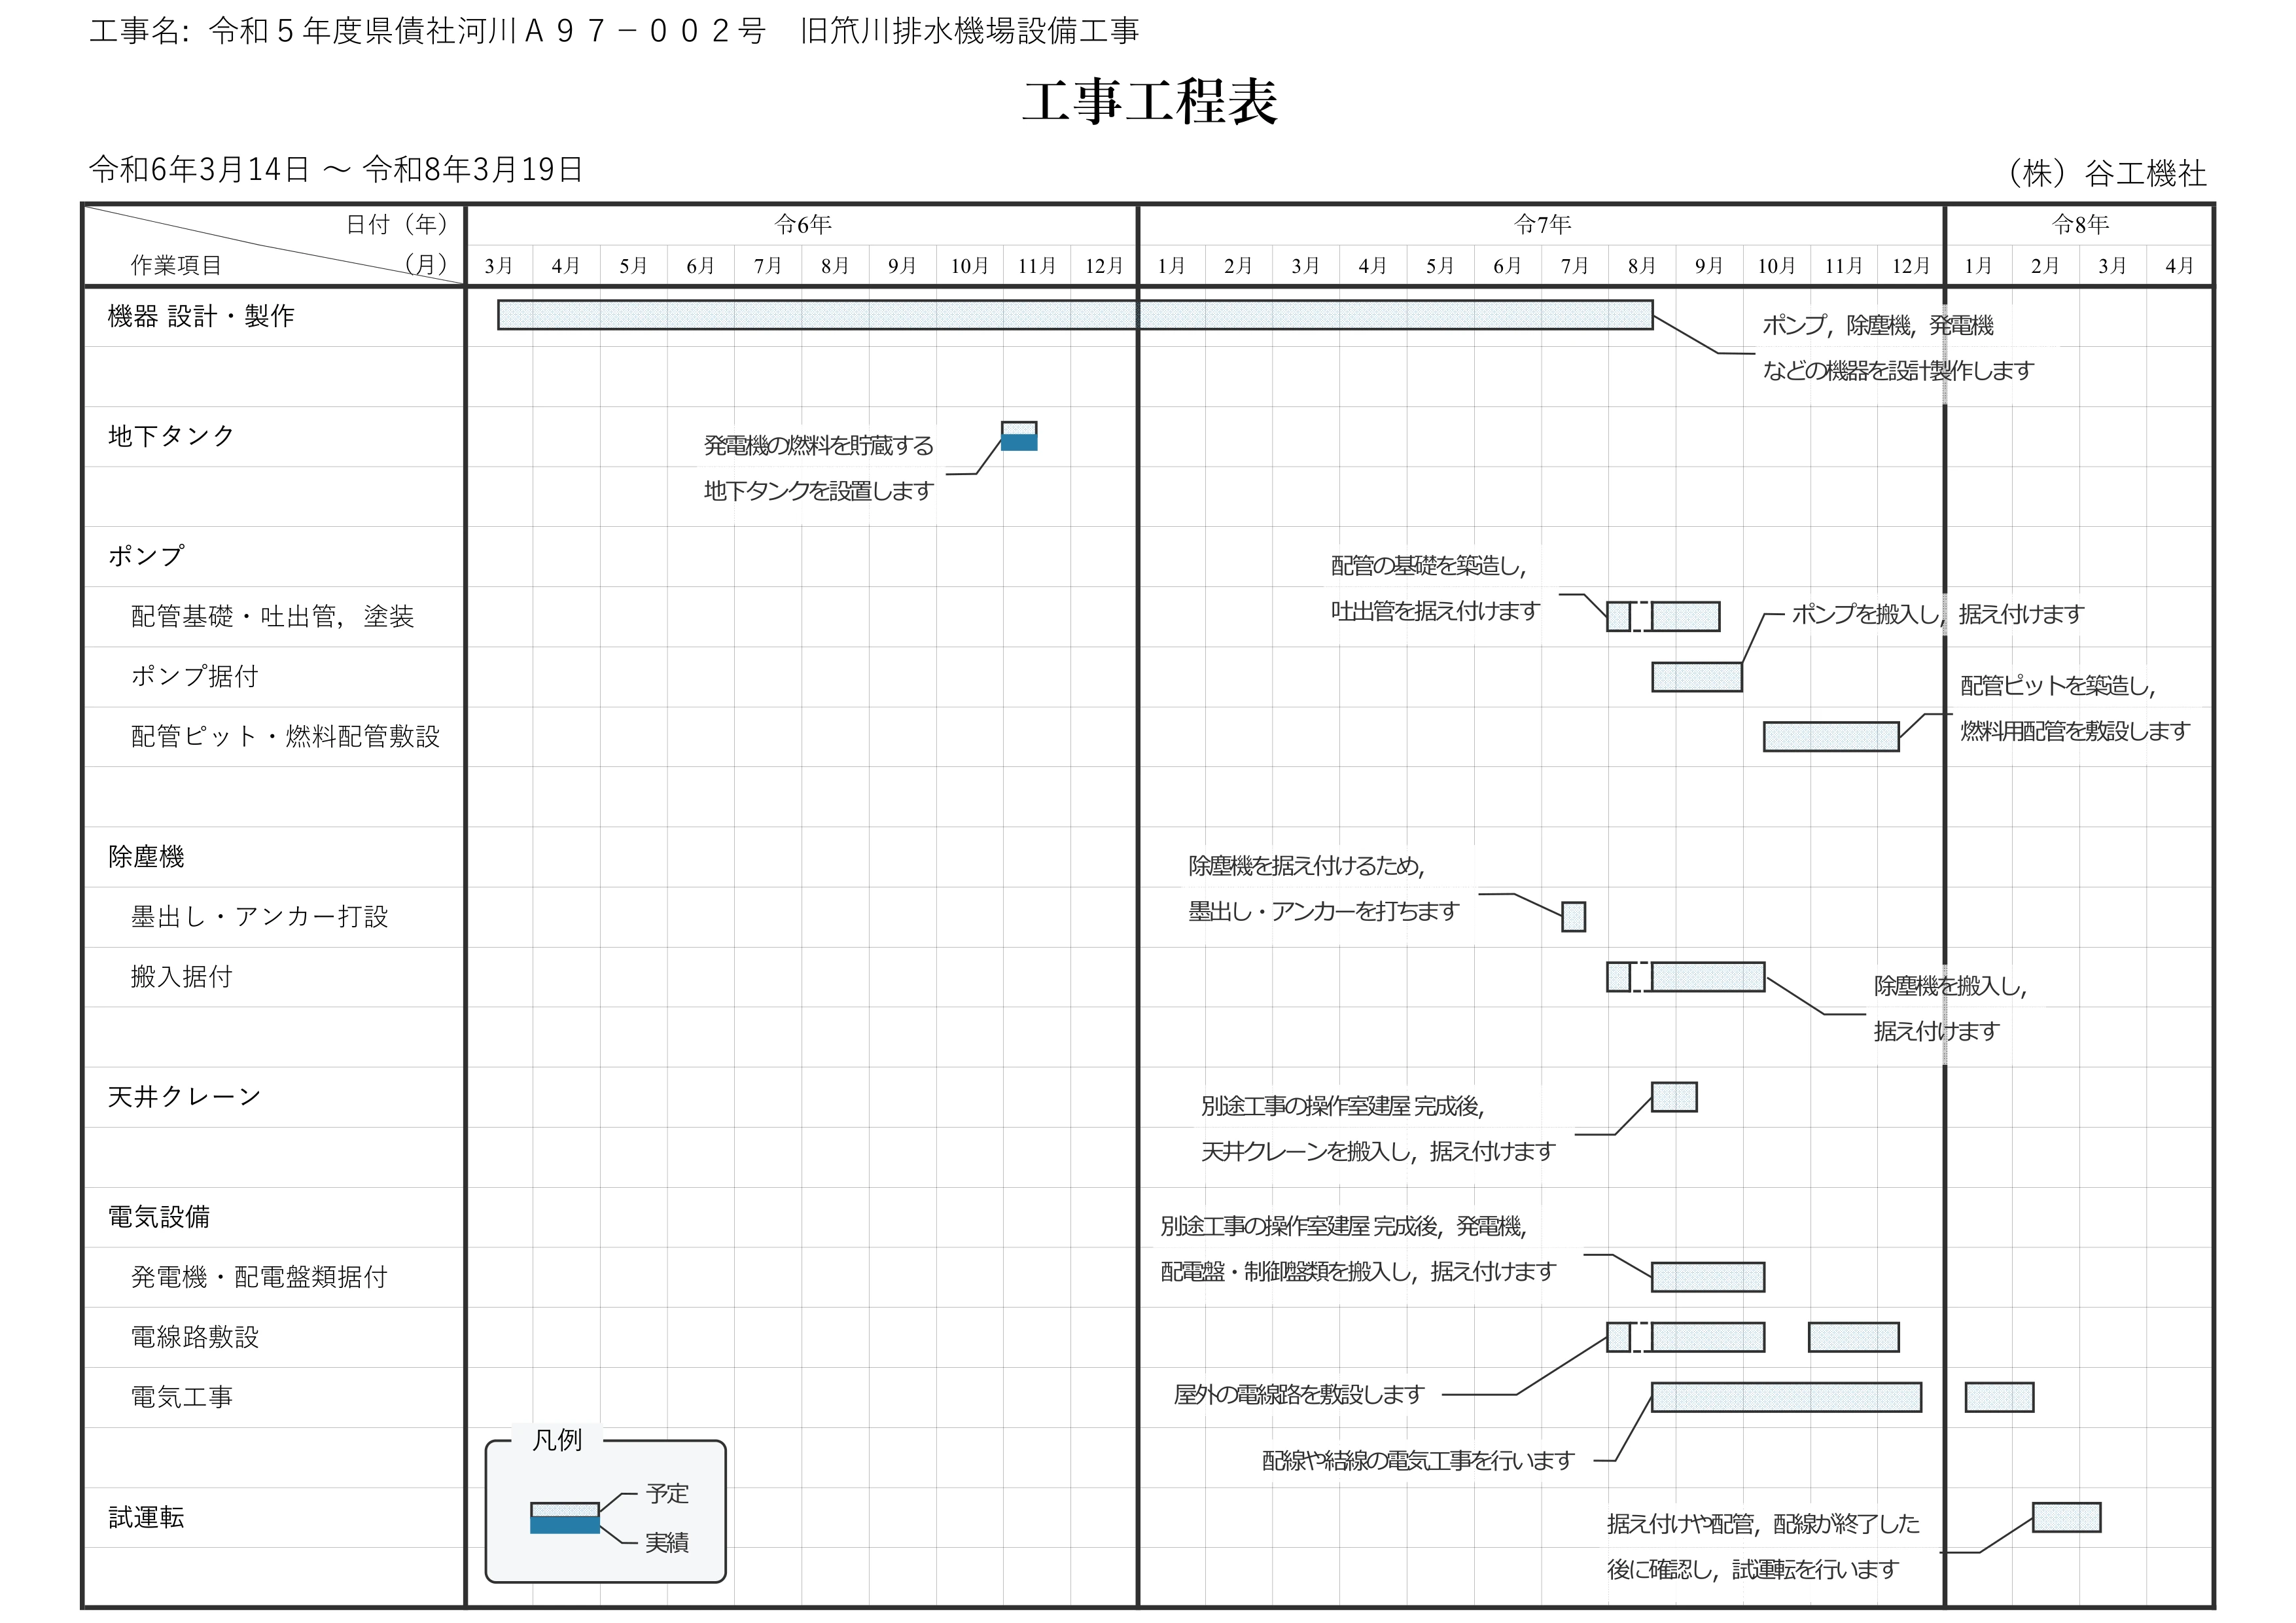 工事名: 令和５年度県債社河川Ａ９７－００２号　旧笊川排水機場設備工事
工事工程表
令和6年3月14日 ～ 令和8年3月19日
（株）谷工機社
日付（年）
令6年
令7年
令8年
作業項目
（月）
3月 4月 5月 6月 7月 8月 9月 10月 11月 12月 1月 2月 3月 4月 5月 6月 7月 8月 9月 10月 11月 12月 1月 2月 3月 4月
機器 設計・製作
ポンプ，除塵機，発電機
などの機器を設計製作します
地下タンク
発電機の燃料を貯蔵する
地下タンクを設置します
ポンプ
配管の基礎を築造し，
吐出管を据え付けます
配管基礎・吐出管，塗装
ポンプを搬入し，据え付けます
ポンプ据付
配管ピットを築造し，
燃料用配管を敷設します
配管ピット・燃料配管敷設
除塵機
除塵機を据え付けるため，
墨出し・アンカーを打ちます
墨出し・アンカー打設
搬入据付
除塵機を搬入し，
据え付けます
天井クレーン
別途工事の操作室建屋 完成後，
天井クレーンを搬入し，据え付けます
電気設備
別途工事の操作室建屋 完成後，発電機，
配電盤・制御盤類を搬入し，据え付けます
発電機・配電盤類据付
電線路敷設
屋外の電線路を敷設します
電気工事
配線や結線の電気工事を行います
凡例
予定
実績
試運転
据え付けや配管，配線が終了した
後に確認し，試運転を行います